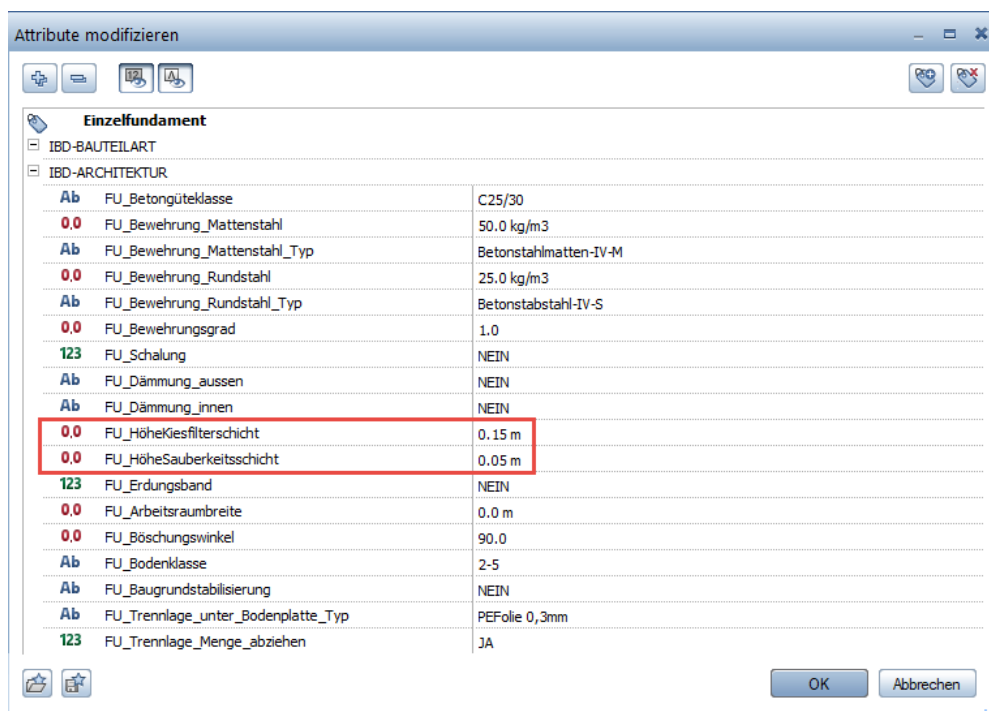 Attribute modifizieren
Einzelfundament
IBD-BAUTEILART
IBD-ARCHITEKTUR
Ab FU_Betongüteklasse C25/30
0,0 FU_Bewehrung_Mattenstahl 50.0 kg/m3
Ab FU_Bewehrung_Mattenstahl_Typ Betonstahlmatten-IV-M
0,0 FU_Bewehrung_Rundstahl 25.0 kg/m3
Ab FU_Bewehrung_Rundstahl_Typ Betonstabstahl-IV-S
0,0 FU_Bewehrungsgrad 1.0
123 FU_Schalung NEIN
Ab FU_Dämmung_aussen NEIN
Ab FU_Dämmung_innen NEIN
0,0 FU_HöheKiesfilterschicht 0.15 m
0,0 FU_HöheSauberkeitsschicht 0.05 m
123 FU_Erdungsband NEIN
0,0 FU_Arbeitsraumbreite 0.0 m
0,0 FU_Böschungswinkel 90.0
Ab FU_Bodenklasse 2-5
Ab FU_Baugrundstabilisierung NEIN
Ab FU_Trennlage_unter_Bodenplatte_Typ PEFolie 0,3mm
123 FU_Trennlage_Menge_abziehen JA
OK Abbrechen